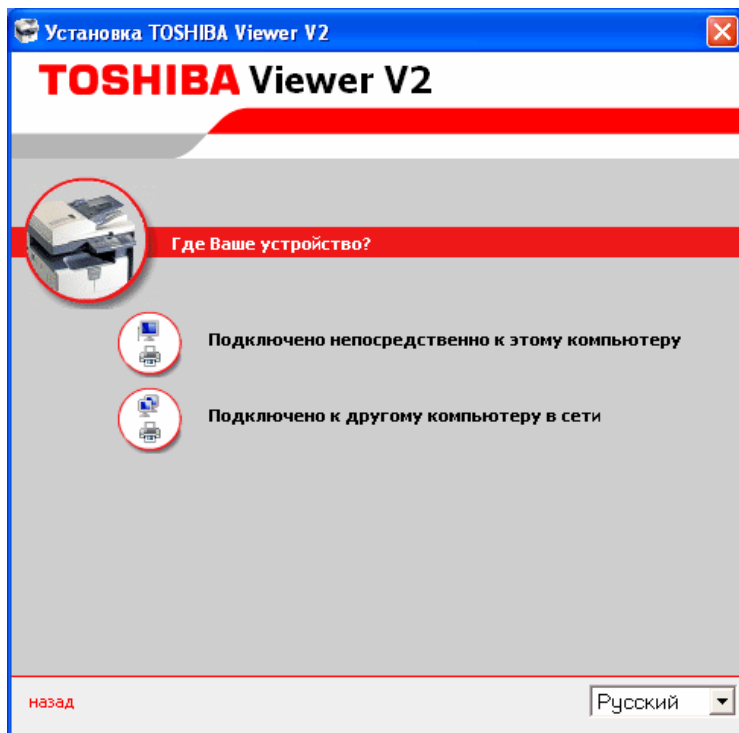 Установка TOSHIBA Viewer V2
TOSHIBA Viewer V2
Где Ваше устройство?
Подключено непосредственно к этому компьютеру
Подключено к другому компьютеру в сети
назад
Русский